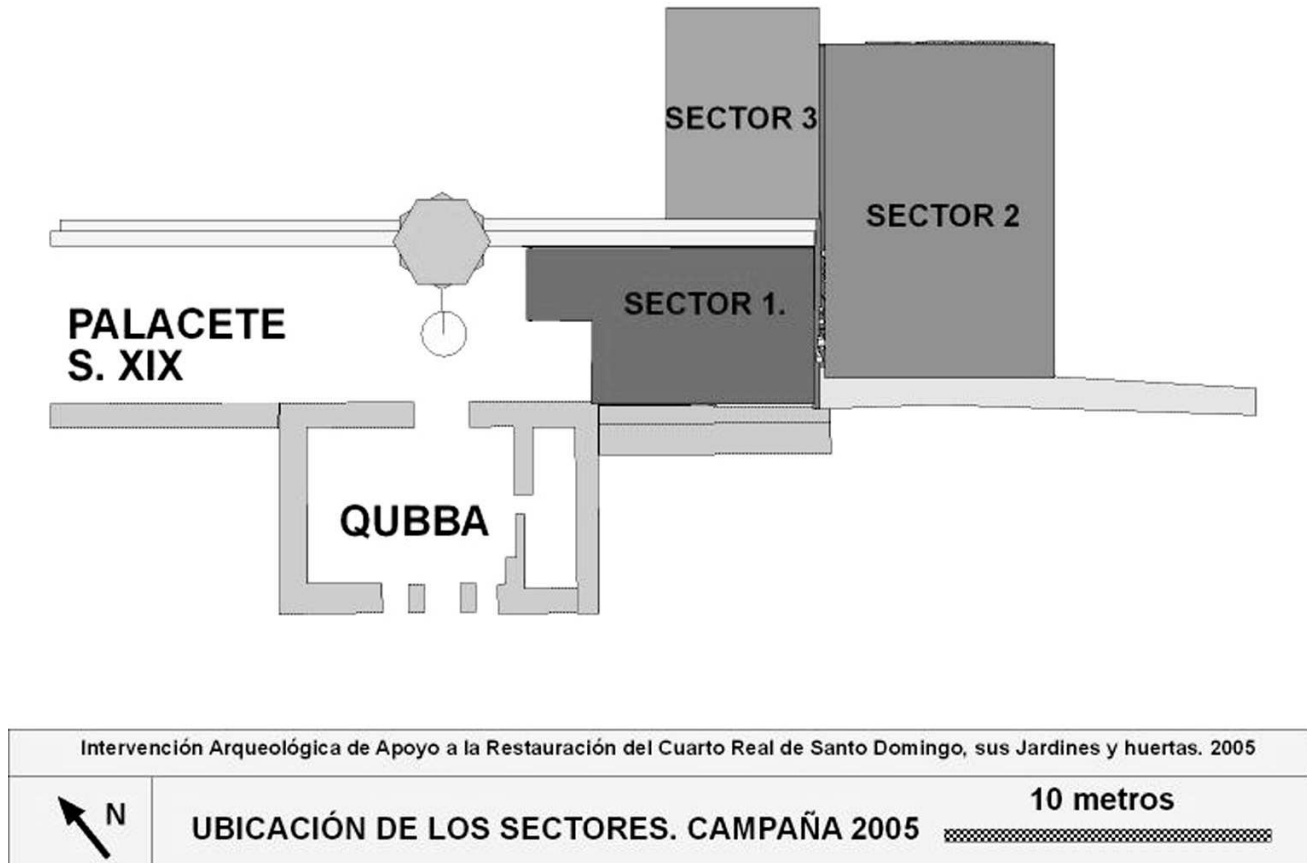 SECTOR 3
SECTOR 2
SECTOR 1.
PALACETE
S. XIX
QUBBA
Intervención Arqueológica de Apoyo a la Restauración del Cuarto Real de Santo Domingo, sus Jardines y huertas. 2005
N
UBICACIÓN DE LOS SECTORES. CAMPAÑA 2005
10 metros